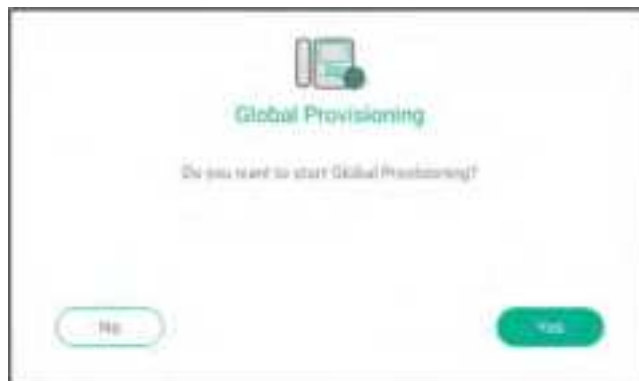 Global Provisioning
Do you want to start Global Provisioning?
No
Yes